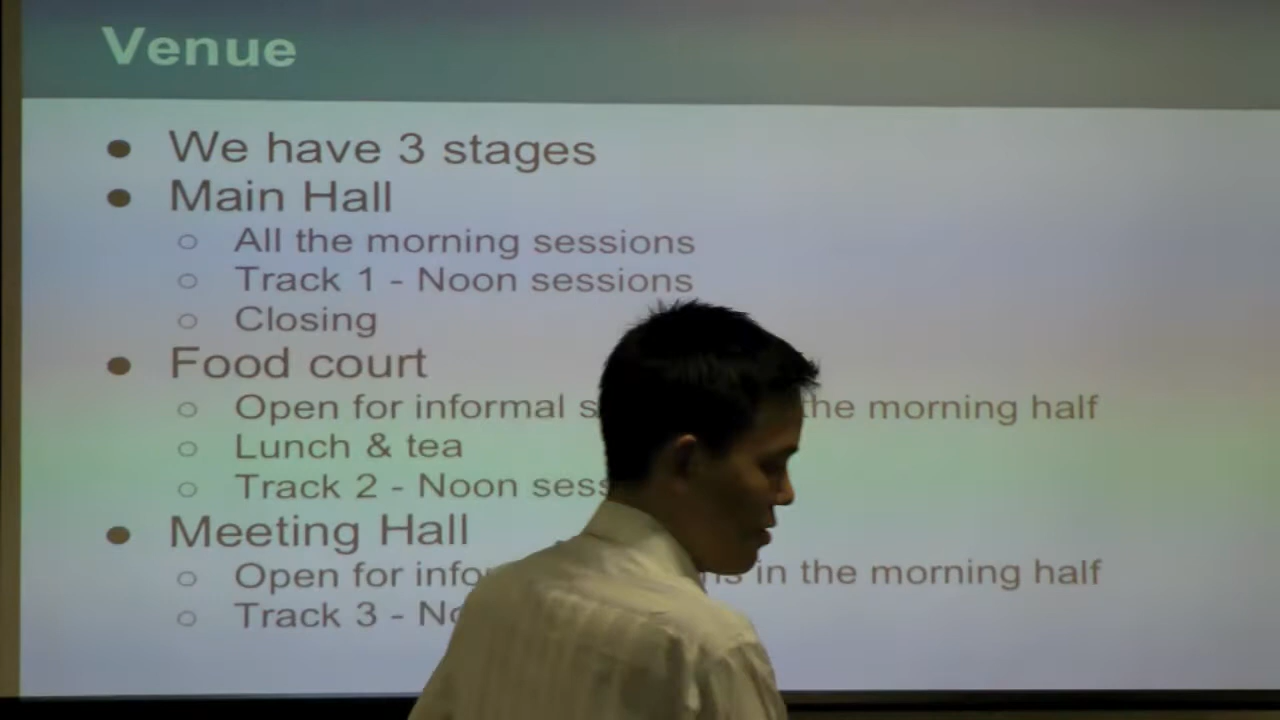 Venue
● We have 3 stages
● Main Hall
○ All the morning sessions
○ Track 1 - Noon sessions
○ Closing
● Food court
○ Open for informal the morning half
○ Lunch & tea
○ Track 2 - Noon
● Meeting Hall
○ Open for in the morning half
○ Track 3 -